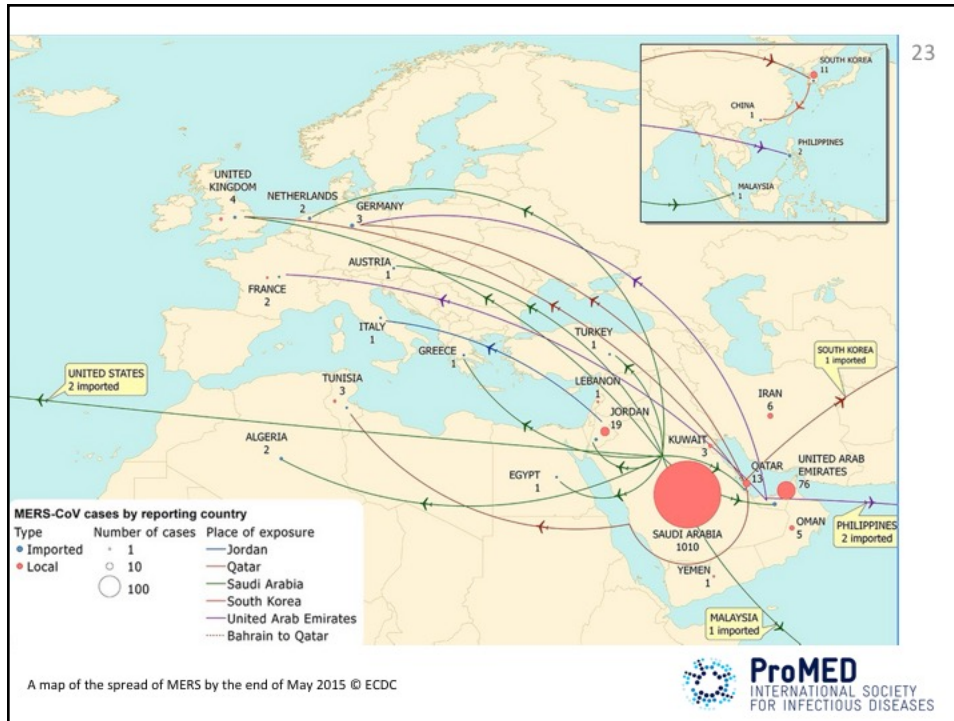 23
SOUTH KOREA
11
CHINA
1
PHILIPPINES
2
MALAYSIA
1
UNITED
KINGDOM
4
NETHERLANDS
2
GERMANY
3
AUSTRIA
1
FRANCE
2
ITALY
1
GREECE
1
TURKEY
1
SOUTH KOREA
1 imported
UNITED STATES
2 imported
TUNISIA
3
LEBANON
1
IRAN
6
JORDAN
19
ALGERIA
2
KUWAIT
3
QATAR
13
UNITED ARAB
EMIRATES
76
EGYPT
1
SAUDI ARABIA
1010
OMAN
5
PHILIPPINES
2 imported
YEMEN
1
MALAYSIA
1 imported
MERS-CoV cases by reporting country
Type
Imported
Local
Number of cases
1
10
100
Place of exposure
Jordan
Qatar
Saudi Arabia
South Korea
United Arab Emirates
Bahrain to Qatar
A map of the spread of MERS by the end of May 2015 © ECDC
ProMED
INTERNATIONAL SOCIETY
FOR INFECTIOUS DISEASES